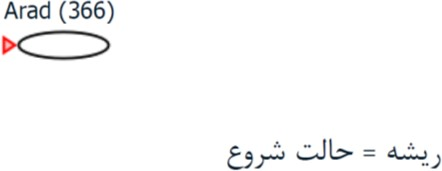 Arad (366)
ریشه = حالت شروع